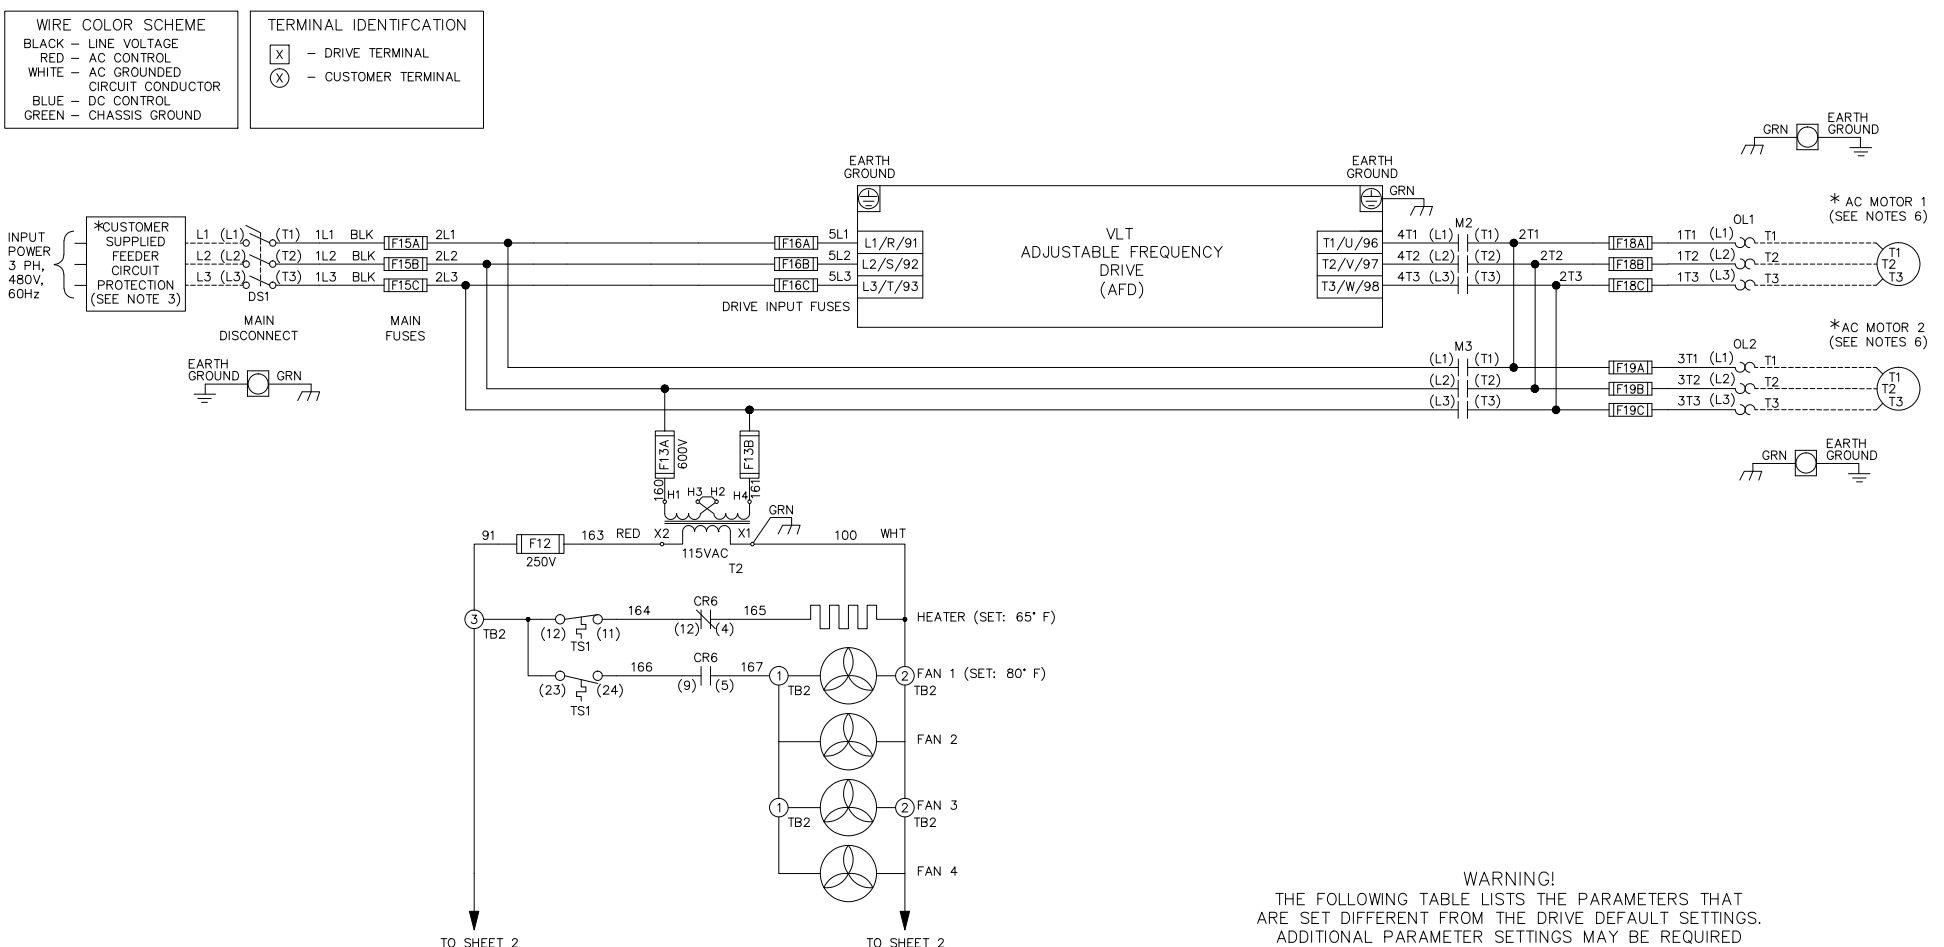 WIRE COLOR SCHEME
BLACK – LINE VOLTAGE
RED – AC CONTROL
WHITE – AC GROUNDED
CIRCUIT CONDUCTOR
BLUE – DC CONTROL
GREEN – CHASSIS GROUND
TERMINAL IDENTIFCATION
X – DRIVE TERMINAL
X – CUSTOMER TERMINAL
GRN
EARTH
GROUND
INPUT
POWER
3 PH,
480V,
60Hz
*CUSTOMER
SUPPLIED
FEEDER
CIRCUIT
PROTECTION
(SEE NOTE 3)
L1 (L1) (T1) 1L1 BLK F15A 2L1
L2 (L2) (T2) 1L2 BLK F15B 2L2
L3 (L3) (T3) 1L3 BLK F15C 2L3
DS1
MAIN
DISCONNECT
MAIN
FUSES
EARTH
GROUND
GRN
F16A 5L1
F16B 5L2
F16C 5L3
DRIVE INPUT FUSES
EARTH
GROUND
L1/R/91
L2/S/92
L3/T/93
VLT
ADJUSTABLE FREQUENCY
DRIVE
(AFD)
EARTH
GROUND
GRN
T1/U/96
T2/V/97
T3/W/98
M2
4T1 (L1) (T1) 2T1
4T2 (L2) (T2) 2T2
4T3 (L3) (T3) 2T3
OL1
F18A 1T1 (L1) T1
F18B 1T2 (L2) T2
F18C 1T3 (L3) T3
* AC MOTOR 1
(SEE NOTES 6)
T1
T2
T3
M3
(L1) (T1)
(L2) (T2)
(L3) (T3)
OL2
F19A 3T1 (L1) T1
F19B 3T2 (L2) T2
F19C 3T3 (L3) T3
*AC MOTOR 2
(SEE NOTES 6)
T1
T2
T3
GRN
EARTH
GROUND
F13A
600V
F13B
160
161
H1 H3 H2 H4
GRN
91 F12 163 RED X2 X1 100 WHT
250V
115VAC
T2
3
TB2
(12) (11)
TS1
164
CR6
(12) (4)
165
HEATER (SET: 65° F)
(23) (24)
TS1
166
CR6
(9) (5)
167
1
TB2
2
TB2
FAN 1 (SET: 80° F)
FAN 2
1
TB2
2
TB2
FAN 3
FAN 4
TO SHEET 2
TO SHEET 2
WARNING!
THE FOLLOWING TABLE LISTS THE PARAMETERS THAT
ARE SET DIFFERENT FROM THE DRIVE DEFAULT SETTINGS.
ADDITIONAL PARAMETER SETTINGS MAY BE REQUIRED